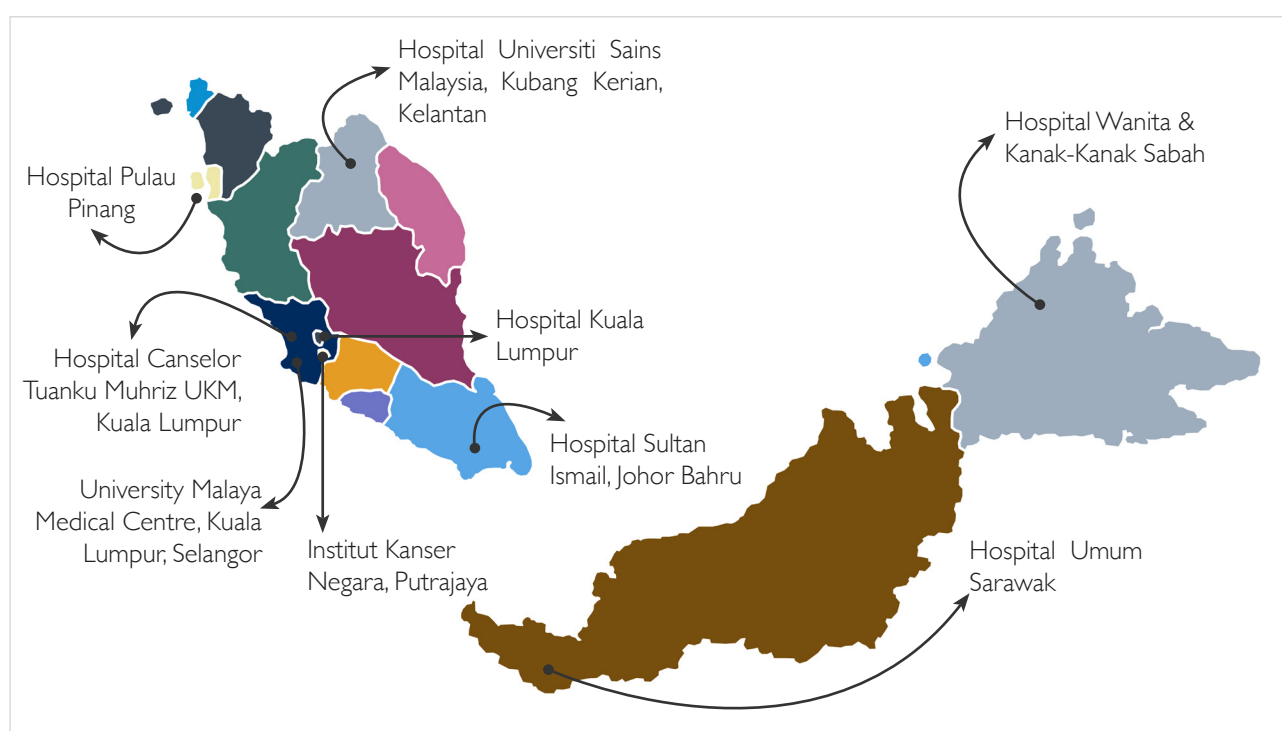 Hospital Universiti Sains
Malaysia, Kubang Kerian,
Kelantan
Hospital Wanita &
Kanak-Kanak Sabah
Hospital Pulau
Pinang
Hospital Kuala
Lumpur
Hospital Canselor
Tuanku Muhriz UKM,
Kuala Lumpur
Hospital Sultan
Ismail, Johor Bahru
University Malaya
Medical Centre, Kuala
Lumpur, Selangor
Institut Kanser
Negara, Putrajaya
Hospital Umum
Sarawak